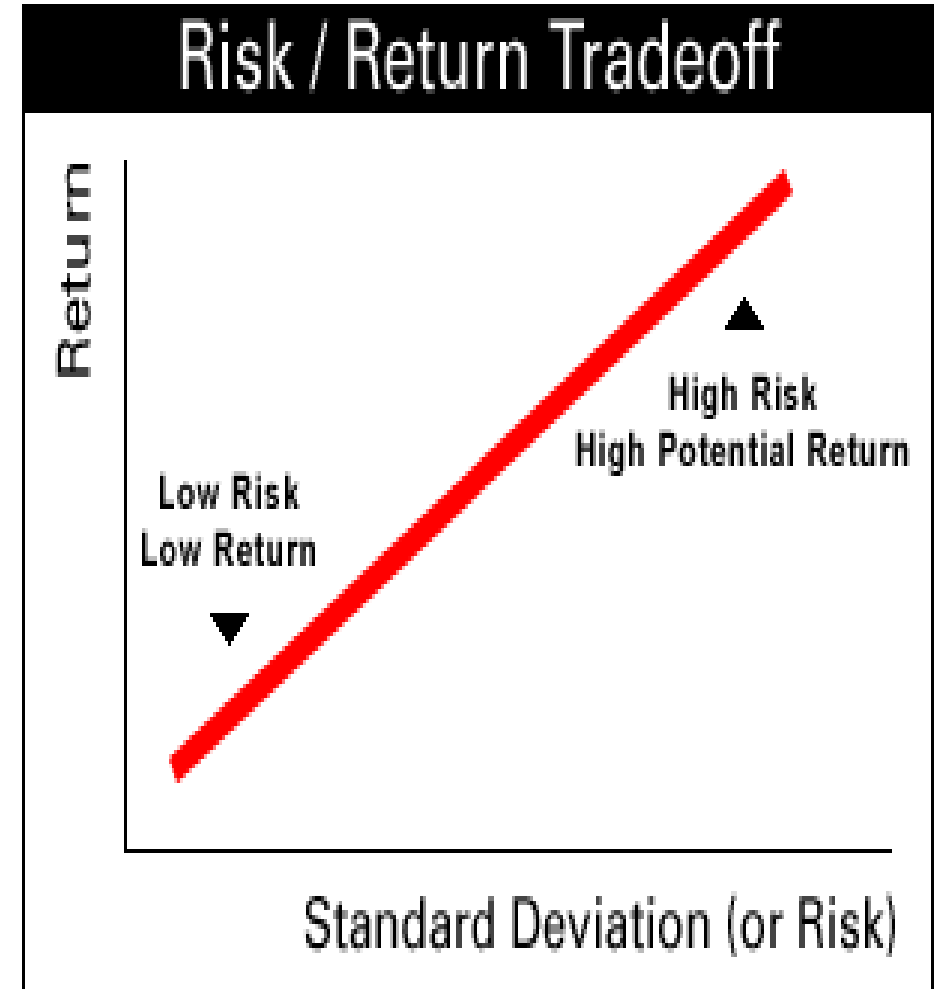 Risk / Return Tradeoff
Return
Low Risk
Low Return
High Risk
High Potential Return
Standard Deviation (or Risk)